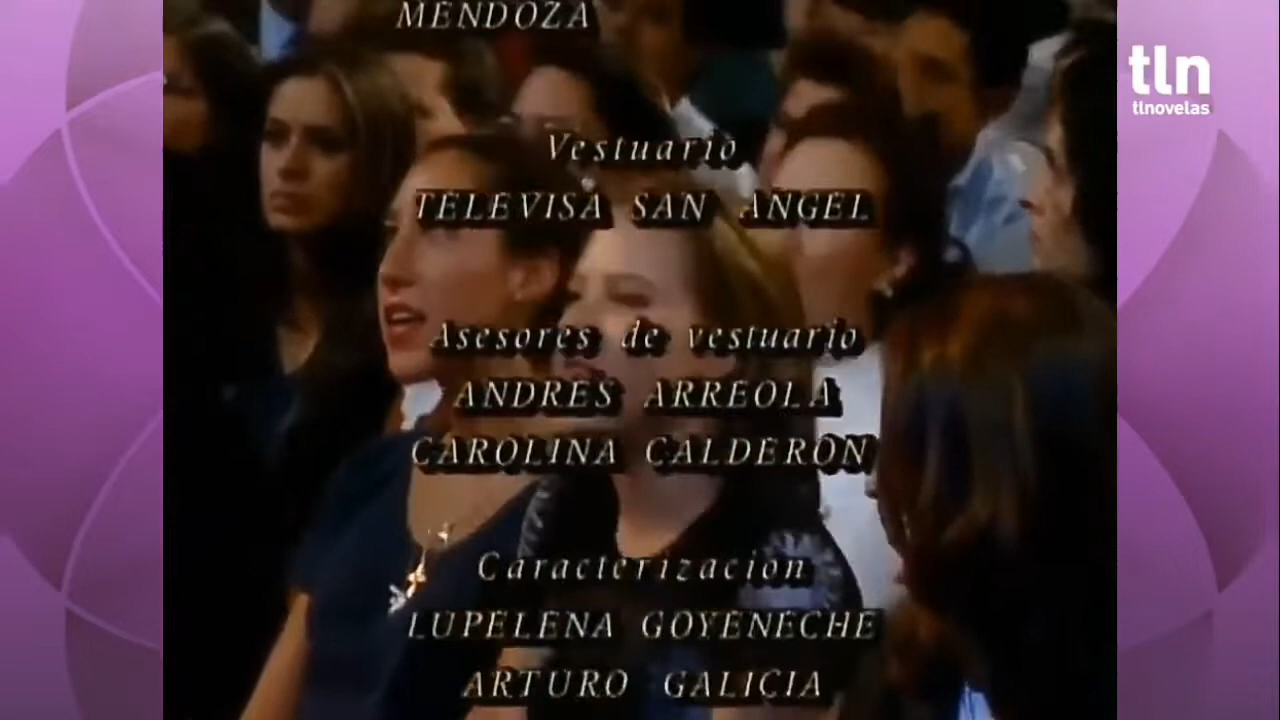 MENDOZA
tln
tlnovelas
Vestuario
TELEVISA SAN ANGEL
Asesores de vestuario
ANDRES ARREOLA
CAROLINA CALDERON
Caracterizacion
LUPELENA GOYENECHE
ARTURO GALICIA